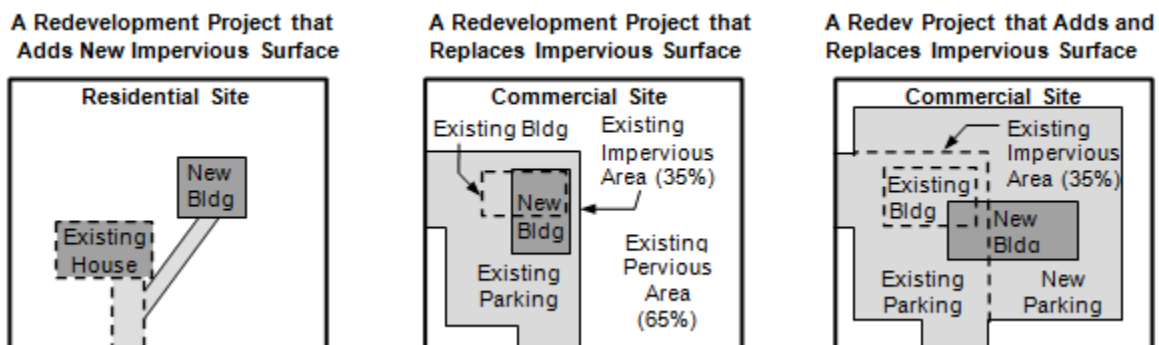 A Redevelopment Project that
Adds New Impervious Surface
Residential Site
New
Bldg
Existing
House
A Redevelopment Project that
Replaces Impervious Surface
Commercial Site
Existing Bldg
Existing
Impervious
Area (35%)
New
Bldg
Existing
Pervious
Area
(65%)
Existing
Parking
A Redev Project that Adds and
Replaces Impervious Surface
Commercial Site
Existing
Impervious
Area (35%)
Existing
Bldg
New
Bldg
Existing
Parking
New
Parking